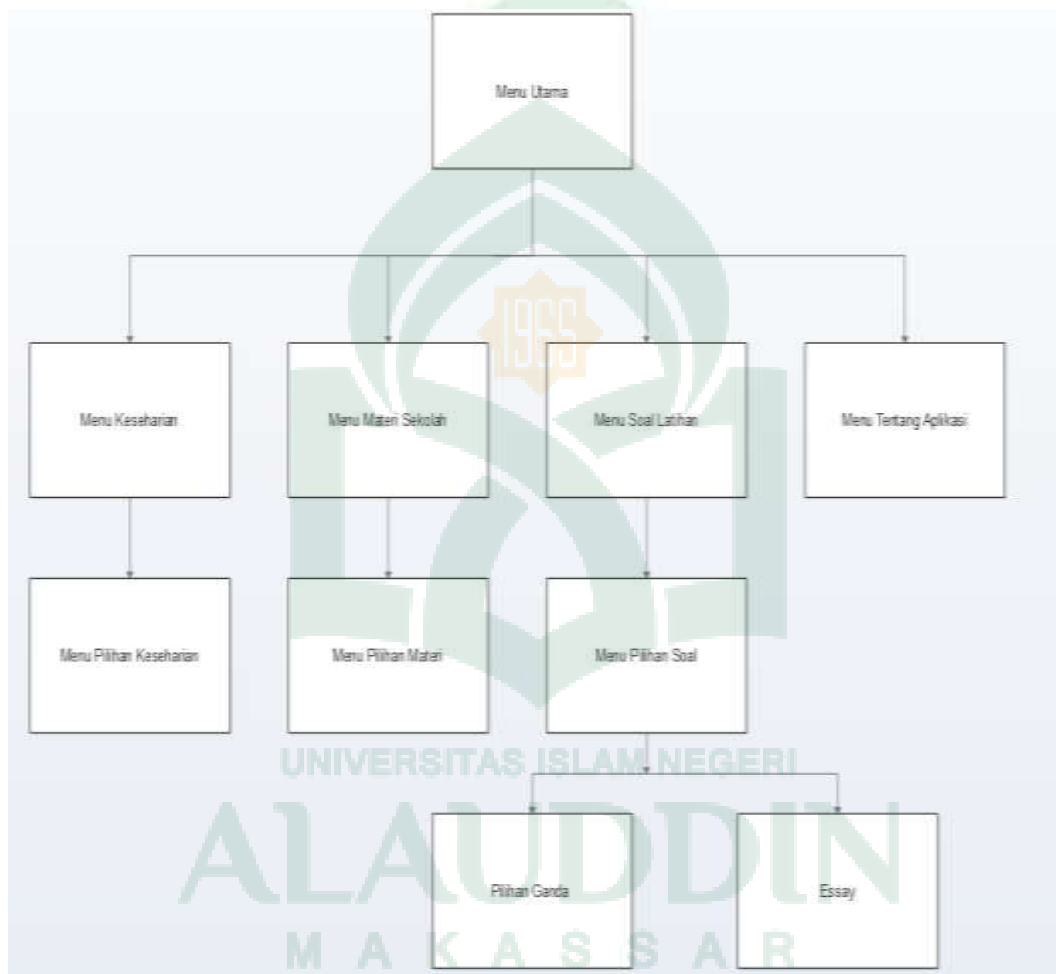 Menu Utama
1965
Menu Keseharian
Menu Materi Sekolah
Menu Soal Latihan
Menu Tentang Aplikasi
Menu Pilihan Keseharian
Menu Pilihan Materi
Menu Pilihan Soal
UNIVERSITAS ISLAM NEGERI
ALAUDDIN
Pilihan Ganda
Essay
MAKASSAR